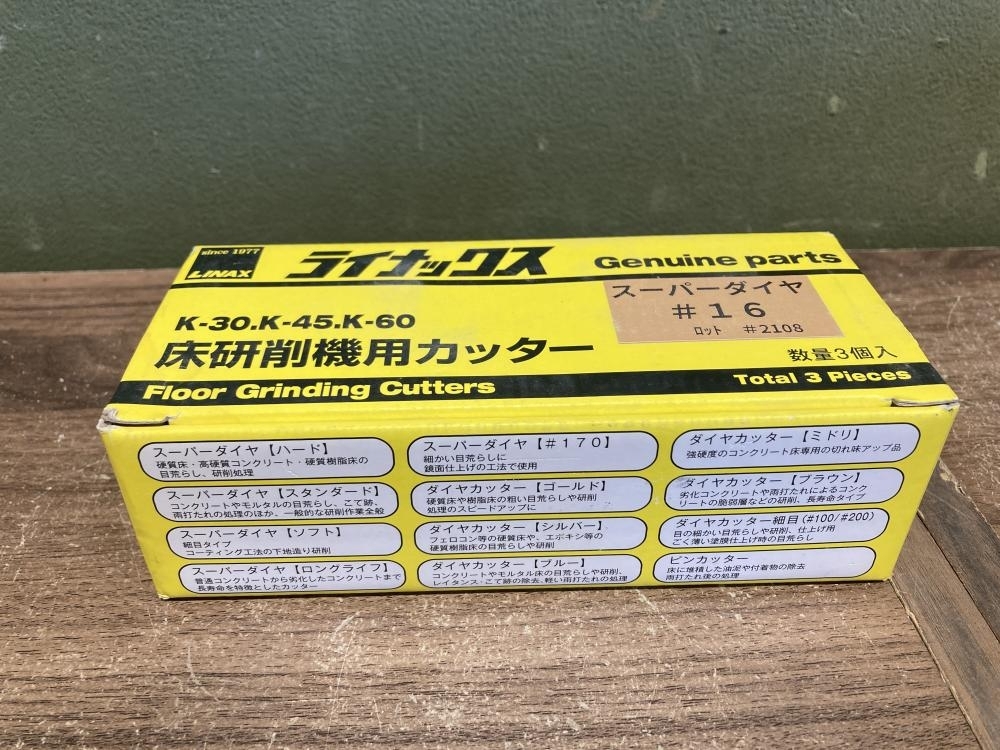 since 1977
LINAX
ライナックス
Genuine parts
K-30.K-45.K-60
スーパーダイヤ
#16
ロット #2108
床研削機用カッター
数量3個入
Floor Grinding Cutters
Total 3 Pieces
スーパーダイヤ【ハード】
硬質床・高硬質コンクリート・硬質樹脂床の
目荒らし、研削処理
スーパーダイヤ【スタンダード】
コンクリートやモルタルの目荒らし、こて跡、
雨打たれの処理のほか、一般的な研削作業全般
スーパーダイヤ【ソフト】
細目タイプ
コーティング工法の下地造り研削
スーパーダイヤ【ロングライフ】
普通コンクリートから劣化したコンクリートまで
長寿命を特徴としたカッター
スーパーダイヤ【#170】
細かい目荒らしに
鏡面仕上げの工法で使用
ダイヤカッター【ゴールド】
硬質床や樹脂床の粗い目荒らしや研削
処理のスピードアップに
ダイヤカッター【シルバー】
フェロコン等の硬質床や、エポキシ等の
硬質樹脂床の目荒らしや研削
ダイヤカッター【ブルー】
コンクリートやモルタル床の目荒らしや研削、
レイタンス・こて跡の除去、軽い雨打たれの処理
ダイヤカッター【ミドリ】
強硬度のコンクリート床専用の切れ味アップ品
ダイヤカッター【ブラウン】
劣化コンクリートや雨打たれによるコンク
リートの脆弱層などの研削、長寿命タイプ
ダイヤカッター細目(#100/#200)
目の細かい目荒らしや研削、仕上げ用
ごく薄い塗膜仕上げ時の目荒らし
ピンカッター
床に堆積した油泥や付着物の除去
雨打たれ後の処理